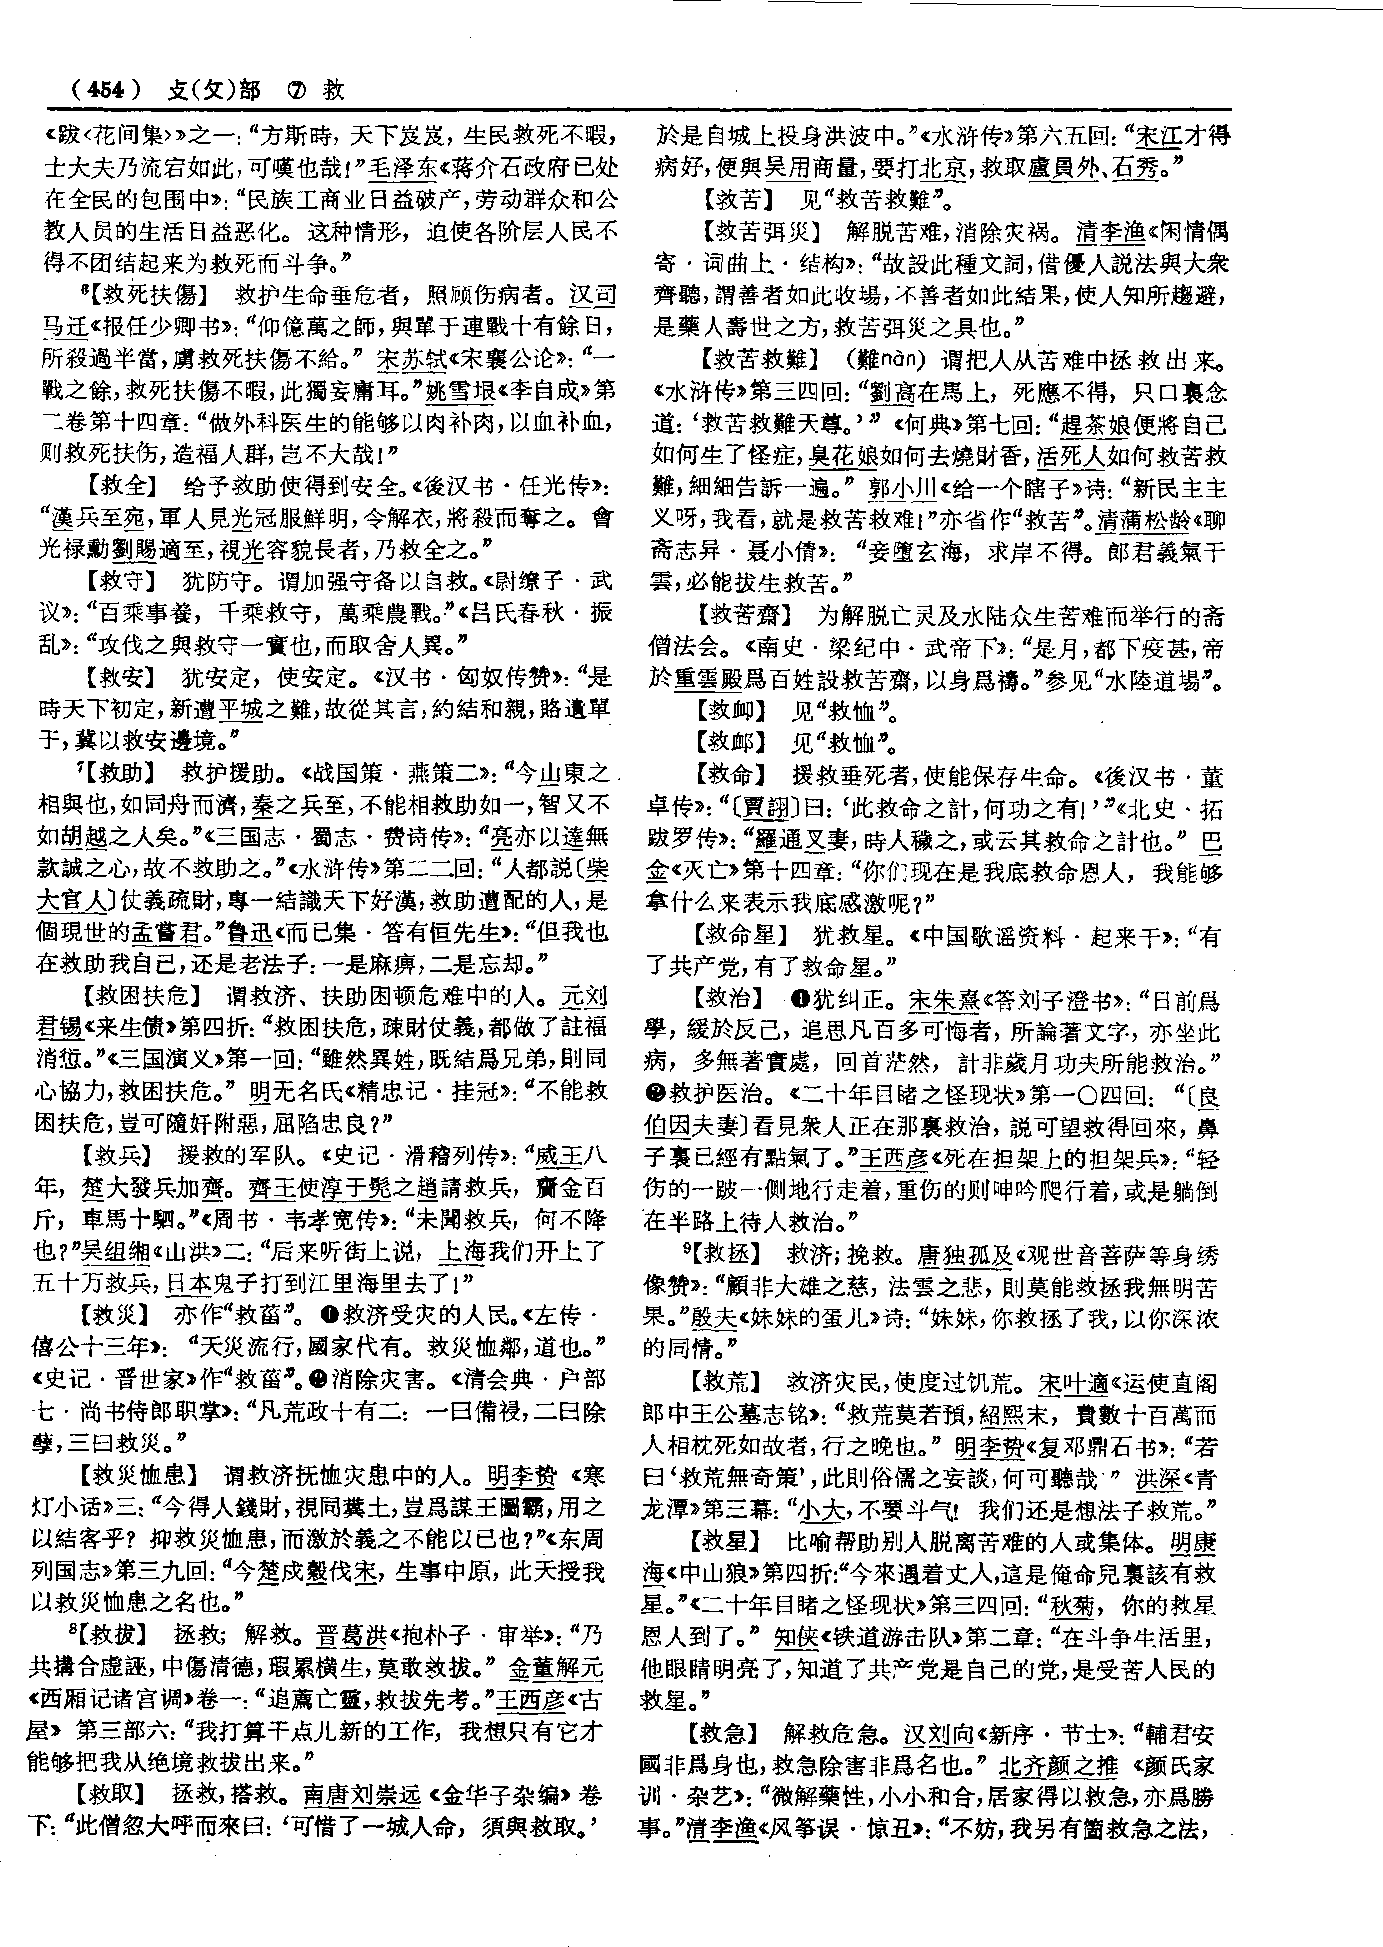 (454) 攴(攵)部 ⑦ 救
《跋〈花间集〉》之一：“方斯時，天下岌岌，生民救死不暇，
士大夫乃流宕如此，可嘆也哉！”毛泽东《蒋介石政府已处
在全民的包围中》：“民族工商业日益破产，劳动群众和公
教人员的生活日益恶化。这种情形，迫使各阶层人民不
得不团结起来为救死而斗争。”
⁶【救死扶傷】 救护生命垂危者，照顾伤病者。汉司
马迁《报任少卿书》：“仰億萬之師，與單于連戰十有餘日，
所殺過半當，虜救死扶傷不給。”宋苏轼《宋襄公论》：“一
戰之餘，救死扶傷不暇，此獨妄庸耳。”姚雪垠《李自成》第
二卷第十四章：“做外科医生的能够以肉补肉，以血补血，
则救死扶伤，造福人群，岂不大哉！”
【救全】 给予救助使得到安全。《後汉书·任光传》：
“漢兵至宛，軍人見光冠服鮮明，令解衣，將殺而奪之。會
光禄勳劉賜適至，視光容貌長者，乃救全之。”
【救守】 犹防守。谓加强守备以自救。《尉缭子·武
议》：“百乘事養，千乘救守，萬乘農戰。”《吕氏春秋·振
乱》：“攻伐之與救守一實也，而取舍人異。”
【救安】 犹安定，使安定。《汉书·匈奴传赞》：“是
時天下初定，新遭平城之難，故從其言，約結和親，賂遺單
于，冀以救安邊境。”
⁷【救助】 救护援助。《战国策·燕策二》：“今山東之
相與也，如同舟而濟，秦之兵至，不能相救助如一，智又不
如胡越之人矣。”《三国志·蜀志·费诗传》：“亮亦以達無
款誠之心，故不救助之。”《水浒传》第二二回：“人都説〔柴
大官人〕仗義疏財，專一結識天下好漢，救助遭配的人，是
個現世的孟嘗君。”鲁迅《而已集·答有恒先生》：“但我也
在救助我自己，还是老法子：一是麻痹，二是忘却。”
【救困扶危】 谓救济、扶助困顿危难中的人。元刘
君锡《来生债》第四折：“救困扶危，疎財仗義，都做了註福
消愆。”《三国演义》第一回：“雖然異姓，既結爲兄弟，則同
心協力，救困扶危。”明无名氏《精忠记·挂冠》：“不能救
困扶危，豈可隨奸附惡，屈陷忠良？”
【救兵】 援救的军队。《史记·滑稽列传》：“威王八
年，楚大發兵加齊。齊王使淳于髡之趙請救兵，齎金百
斤，車馬十駟。”《周书·韦孝宽传》：“未聞救兵，何不降
也？”吴组缃《山洪》二：“后来听街上说，上海我们开上了
五十万救兵，日本鬼子打到江里海里去了！”
【救災】 亦作“救菑”。❶救济受灾的人民。《左传·
僖公十三年》：“天災流行，國家代有。救災恤鄰，道也。”
《史记·晋世家》作“救菑”。❷消除灾害。《清会典·户部
七·尚书侍郎职掌》：“凡荒政十有二：一曰備祲，二曰除
孽，三曰救災。”
【救災恤患】 谓救济抚恤灾患中的人。明李贽《寒
灯小话》三：“今得人錢財，視同糞土，豈爲謀王圖霸，用之
以結客乎？抑救災恤患，而激於義之不能以已也？”《东周
列国志》第三九回：“今楚戍穀伐宋，生事中原，此天授我
以救災恤患之名也。”
⁸【救拔】 拯救；解救。晋葛洪《抱朴子·审举》：“乃
共搆合虚誣，中傷清德，瑕累横生，莫敢救拔。”金董解元
《西厢记诸宫调》卷一：“追薦亡靈，救拔先考。”王西彦《古
屋》第三部六：“我打算干点儿新的工作，我想只有它才
能够把我从绝境救拔出来。”
【救取】 拯救，搭救。南唐刘崇远《金华子杂编》卷
下：“此僧忽大呼而來曰：‘可惜了一城人命，須與救取。’
於是自城上投身洪波中。”《水浒传》第六五回：“宋江才得
病好，便與吴用商量，要打北京，救取盧員外、石秀。”
【救苦】 见“救苦救難”。
【救苦弭災】 解脱苦难，消除灾祸。清李渔《闲情偶
寄·词曲上·结构》：“故設此種文詞，借優人説法與大衆
齊聽，謂善者如此收場，不善者如此結果，使人知所趨避，
是藥人壽世之方，救苦弭災之具也。”
【救苦救難】 (難nàn) 谓把人从苦难中拯救出来。
《水浒传》第三四回：“劉高在馬上，死應不得，只口裏念
道：‘救苦救難天尊。’”《何典》第七回：“趕茶娘便將自己
如何生了怪症，臭花娘如何去燒財香，活死人如何救苦救
難，細細告訴一遍。”郭小川《给一个瞎子》诗：“新民主主
义呀，我看，就是救苦救难！”亦省作“救苦”。清蒲松龄《聊
斋志异·聂小倩》：“妾墮玄海，求岸不得。郎君義氣干
雲，必能拔生救苦。”
【救苦齋】 为解脱亡灵及水陆众生苦难而举行的斋
僧法会。《南史·梁纪中·武帝下》：“是月，都下疫甚，帝
於重雲殿爲百姓設救苦齋，以身爲禱。”参见“水陸道場”。
【救卹】 见“救恤”。
【救䘏】 见“救恤”。
【救命】 援救垂死者，使能保存生命。《後汉书·董
卓传》：“〔賈詡〕曰：‘此救命之計，何功之有！’”《北史·拓
跋罗传》：“羅通叉妻，時人穢之，或云其救命之計也。”巴
金《灭亡》第十四章：“你们现在是我底救命恩人，我能够
拿什么来表示我底感激呢？”
【救命星】 犹救星。《中国歌谣资料·起来干》：“有
了共产党，有了救命星。”
【救治】 ❶犹纠正。宋朱熹《答刘子澄书》：“日前爲
學，緩於反己，追思凡百多可悔者，所論著文字，亦坐此
病，多無著實處，回首茫然，計非歲月功夫所能救治。”
❷救护医治。《二十年目睹之怪现状》第一〇四回：“〔良
伯因夫妻〕看見衆人正在那裏救治，説可望救得回來，鼻
子裏已經有點氣了。”王西彦《死在担架上的担架兵》：“轻
伤的一跛一侧地行走着，重伤的则呻吟爬行着，或是躺倒
在半路上待人救治。”
⁹【救拯】 救济；挽救。唐独孤及《观世音菩萨等身绣
像赞》：“顧非大雄之慈，法雲之悲，則莫能救拯我無明苦
果。”殷夫《妹妹的蛋儿》诗：“妹妹，你救拯了我，以你深浓
的同情。”
【救荒】 救济灾民，使度过饥荒。宋叶適《运使直阁
郎中王公墓志铭》：“救荒莫若預，紹熙末，費數十百萬而
人相枕死如故者，行之晚也。”明李贽《复邓鼎石书》：“若
曰‘救荒無奇策’，此則俗儒之妄談，何可聽哉”洪深《青
龙潭》第三幕：“小大，不要斗气！我们还是想法子救荒。”
【救星】 比喻帮助别人脱离苦难的人或集体。明康
海《中山狼》第四折：“今來遇着丈人，這是俺命兒裏該有救
星。”《二十年目睹之怪现状》第三四回：“秋菊，你的救星
恩人到了。”知侠《铁道游击队》第二章：“在斗争生活里，
他眼睛明亮了，知道了共产党是自己的党，是受苦人民的
救星。”
【救急】 解救危急。汉刘向《新序·节士》：“輔君安
國非爲身也，救急除害非爲名也。”北齐颜之推《颜氏家
训·杂艺》：“微解藥性，小小和合，居家得以救急，亦爲勝
事。”清李渔《风筝误·惊丑》：“不妨，我另有箇救急之法，